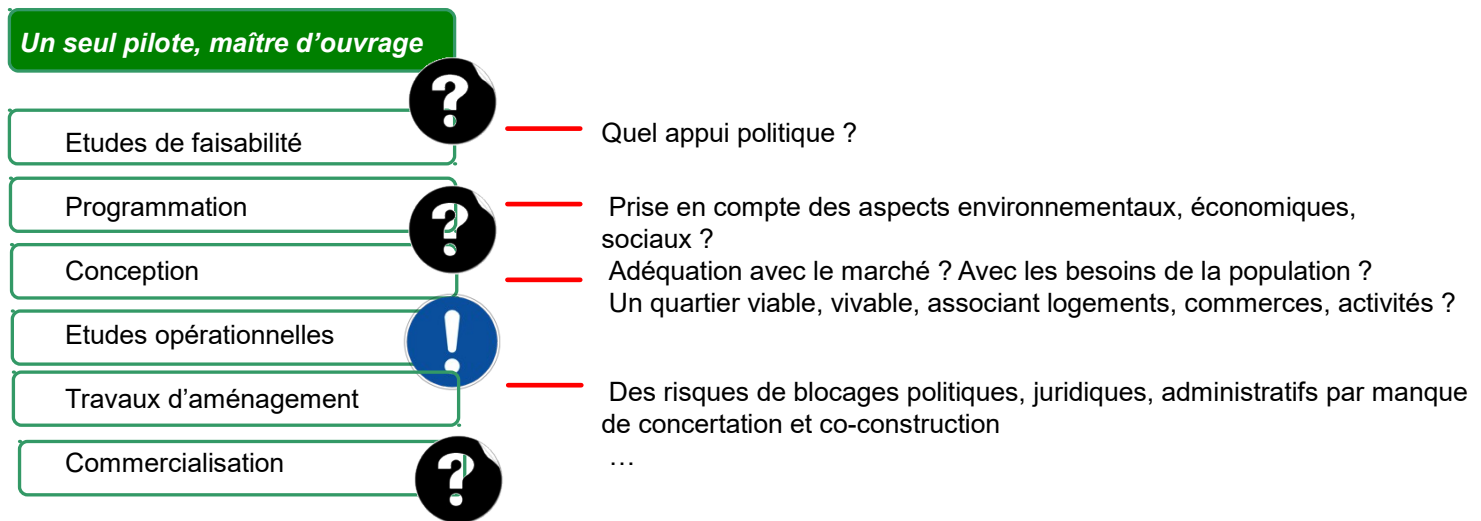 Un seul pilote, maître d’ouvrage
?
Etudes de faisabilité
Quel appui politique ?
Programmation
?
Prise en compte des aspects environnementaux, économiques,
sociaux ?
Conception
Adéquation avec le marché ? Avec les besoins de la population ?
Un quartier viable, vivable, associant logements, commerces, activités ?
Etudes opérationnelles
!
Travaux d’aménagement
Des risques de blocages politiques, juridiques, administratifs par manque
de concertation et co-construction
…
Commercialisation
?